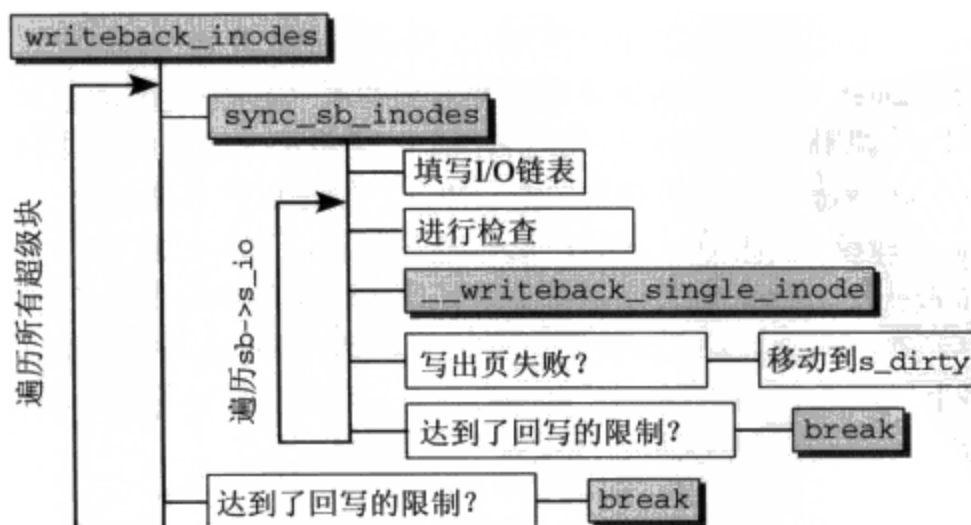 writeback_inodes
sync_sb_inodes
填写I/O链表
进行检查
__writeback_single_inode
写出页失败?
移动到s_dirty
达到了回写的限制?
break
达到了回写的限制?
break
遍历所有超级块
遍历sb->s_io